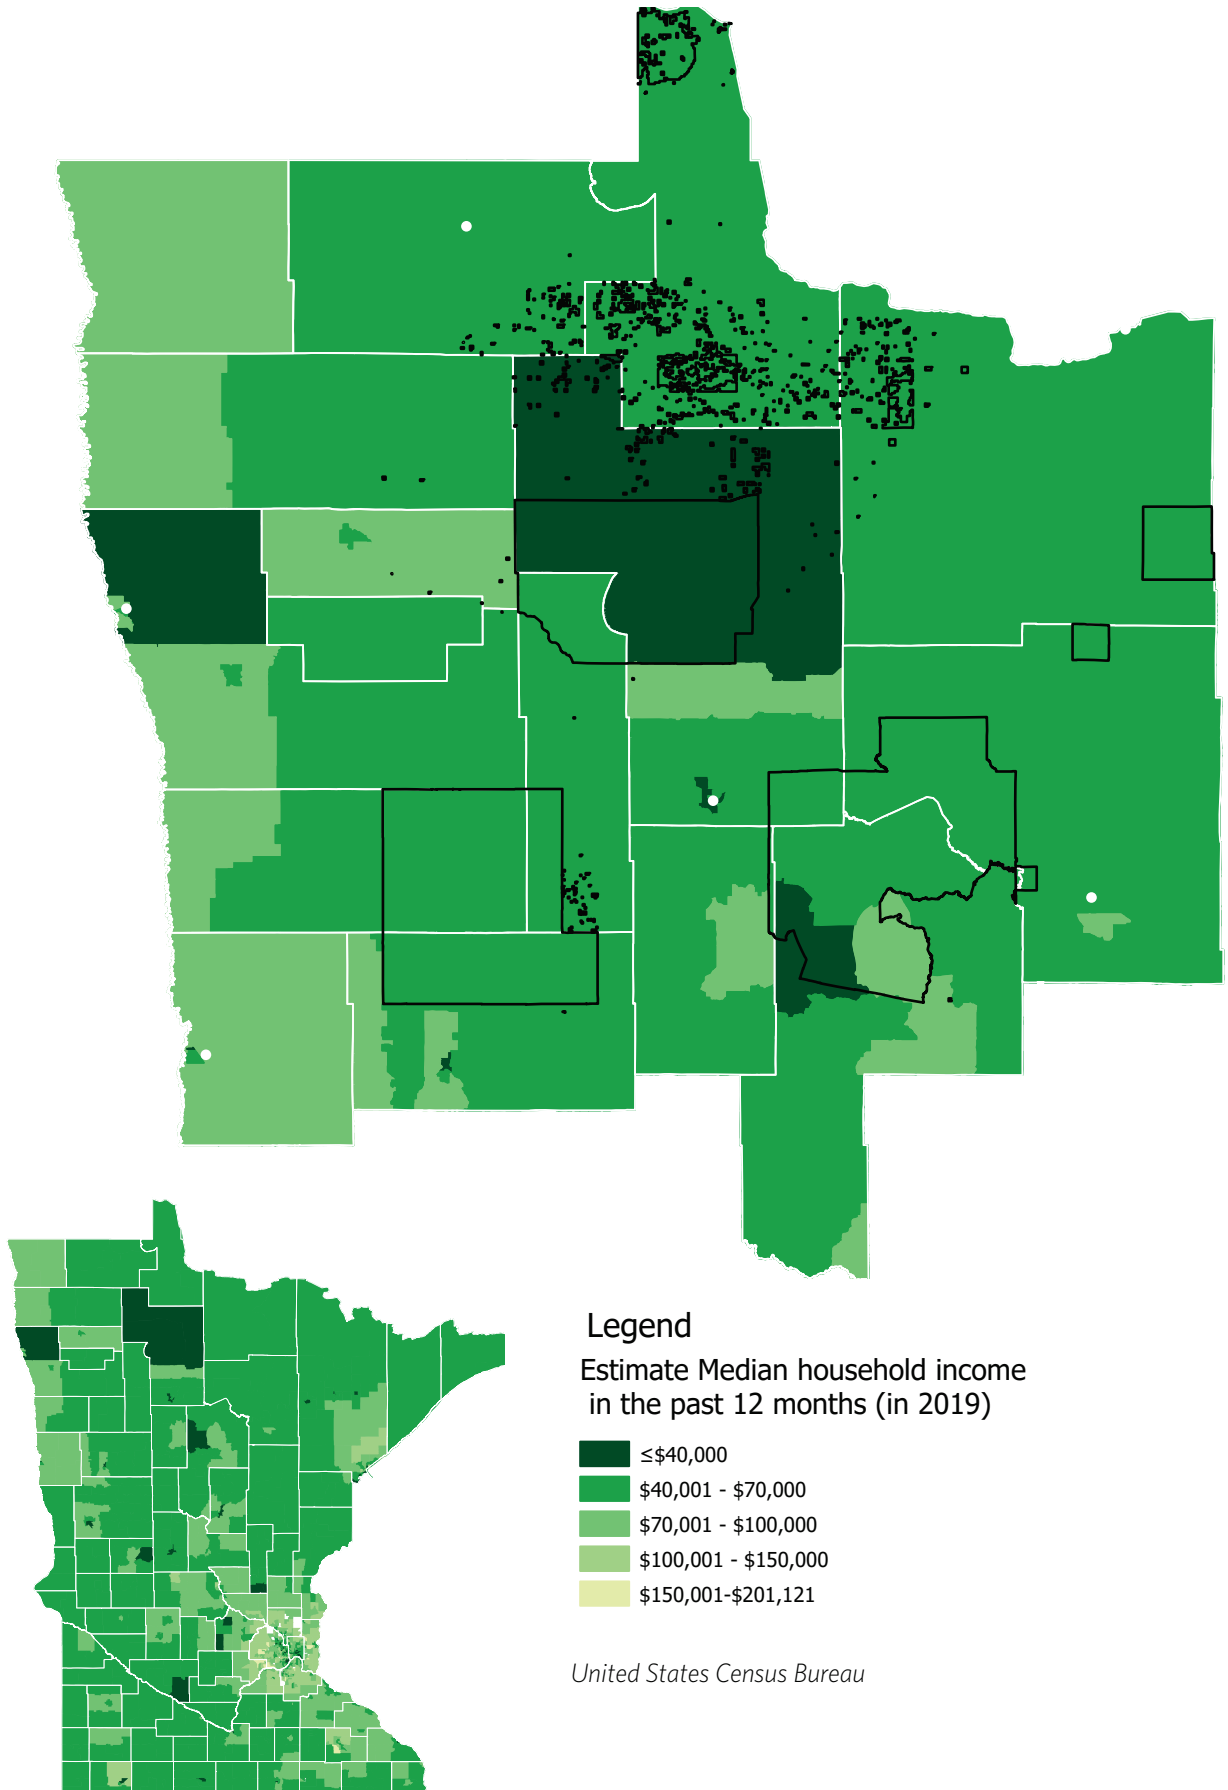 Legend
Estimate Median household income
in the past 12 months (in 2019)
≤$40,000
$40,001 - $70,000
$70,001 - $100,000
$100,001 - $150,000
$150,001-$201,121
United States Census Bureau